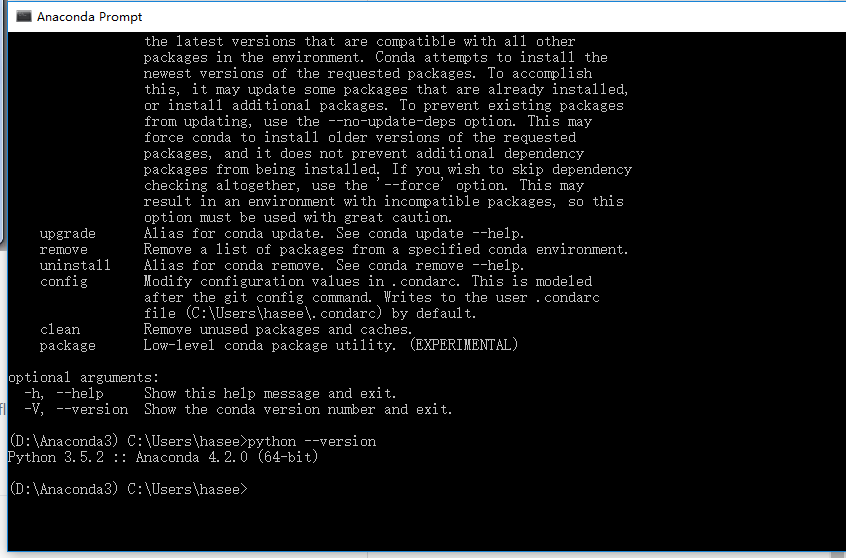 Anaconda Prompt
the latest versions that are compatible with all other
packages in the environment. Conda attempts to install the
newest versions of the requested packages. To accomplish
this, it may update some packages that are already installed,
or install additional packages. To prevent existing packages
from updating, use the --no-update-deps option. This may
force conda to install older versions of the requested
packages, and it does not prevent additional dependency
packages from being installed. If you wish to skip dependency
checking altogether, use the '--force' option. This may
result in an environment with incompatible packages, so this
option must be used with great caution.
upgrade Alias for conda update. See conda update --help.
remove Remove a list of packages from a specified conda environment.
uninstall Alias for conda remove. See conda remove --help.
config Modify configuration values in .condarc. This is modeled
after the git config command. Writes to the user .condarc
file (C:\Users\hasee\.condarc) by default.
clean Remove unused packages and caches.
package Low-level conda package utility. (EXPERIMENTAL)
optional arguments:
-h, --help Show this help message and exit.
-V, --version Show the conda version number and exit.
(D:\Anaconda3) C:\Users\hasee>python --version
Python 3.5.2 :: Anaconda 4.2.0 (64-bit)
(D:\Anaconda3) C:\Users\hasee>